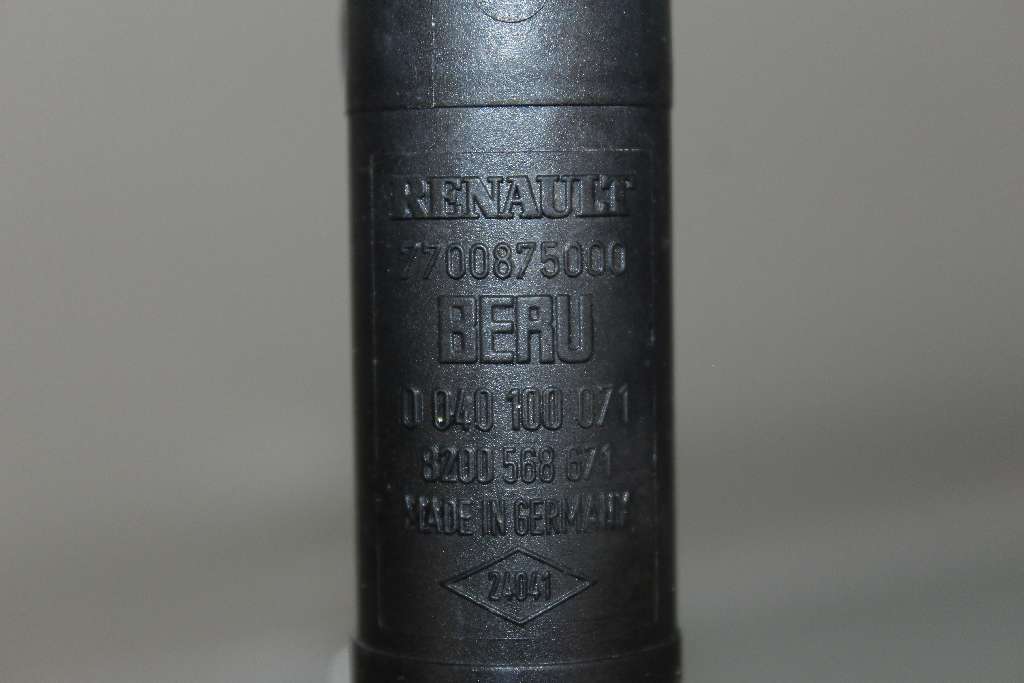 RENAULT
7700875000
BERU
0 040 100 071
8200 568 671
MADE IN GERMANY
24041